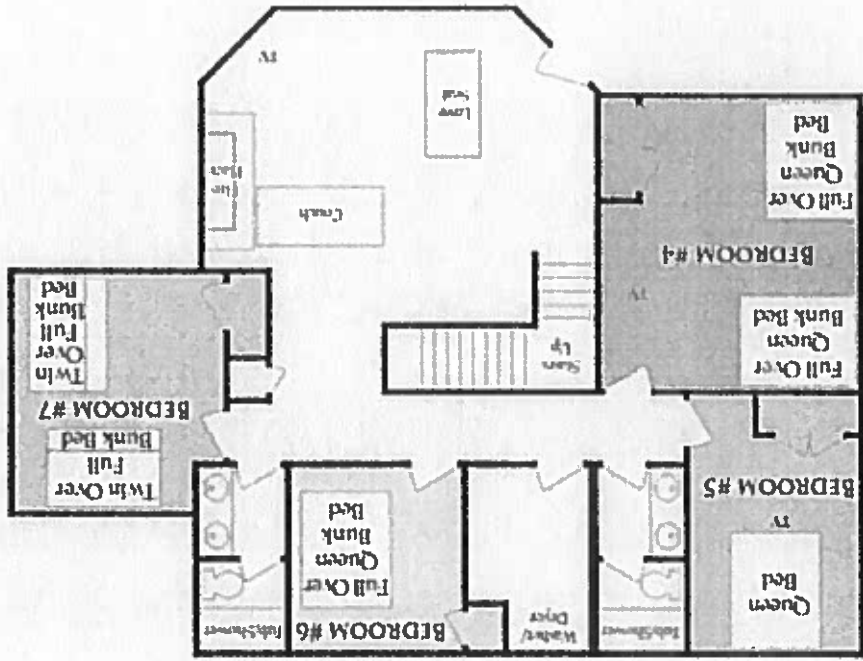 Queen
Bed
TV
BEDROOM #5
Tub/Shower
Washer/
Dryer
BEDROOM #6
Full Over
Queen
Bunk
Bed
Tub/Shower
Twin Over
Full
Bunk Bed
BEDROOM #7
Twin
Over
Full
Bunk
Bed
Full Over
Queen
Bunk Bed
TV
BEDROOM #4
Full Over
Queen
Bunk
Bed
Stairs
Up
Couch
Fire
Place
Love
Seat
TV